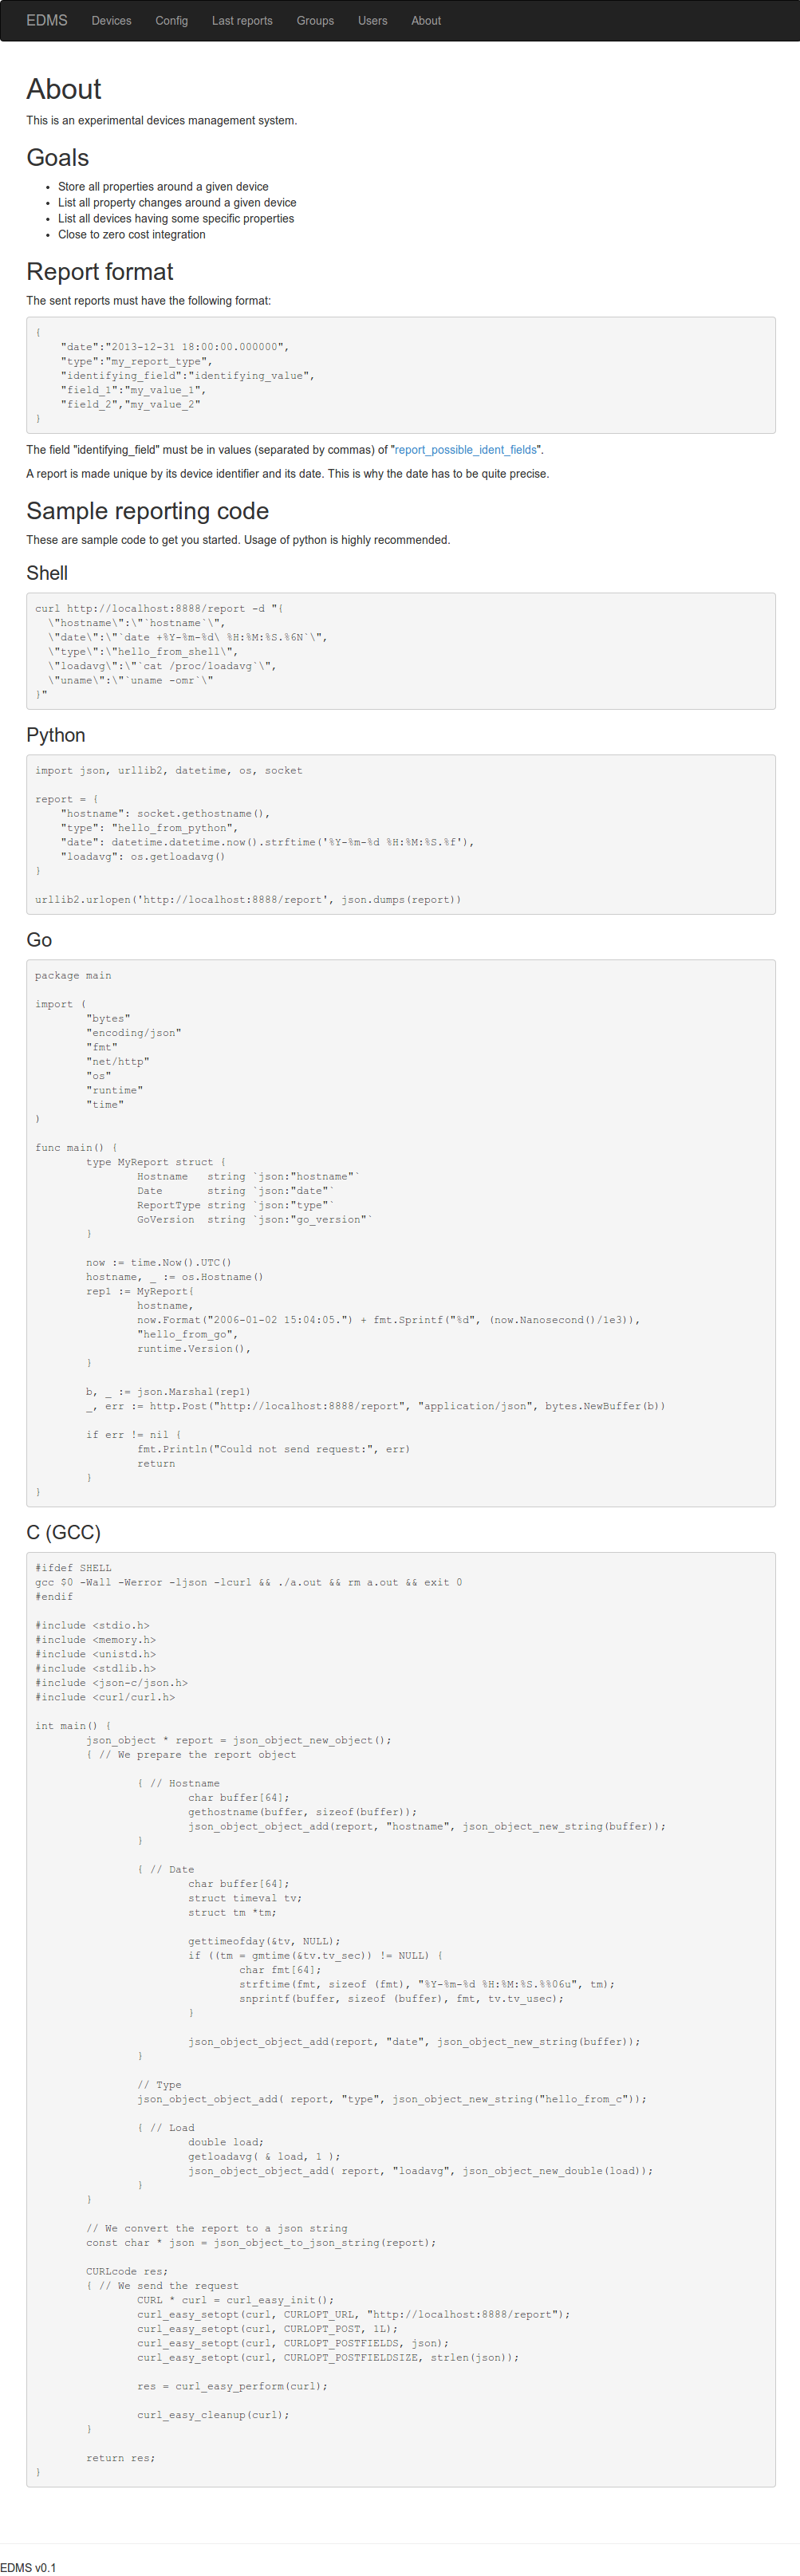 EDMS Devices Config Last reports Groups Users About
About
This is an experimental devices management system.
Goals
• Store all properties around a given device
• List all property changes around a given device
• List all devices having some specific properties
• Close to zero cost integration
Report format
The sent reports must have the following format:
{
    "date":"2013-12-31 18:00:00.000000",
    "type":"my_report_type",
    "identifying_field":"identifying_value",
    "field_1":"my_value_1",
    "field_2","my_value_2"
}
The field "identifying_field" must be in values (separated by commas) of "report_possible_ident_fields".
A report is made unique by its device identifier and its date. This is why the date has to be quite precise.
Sample reporting code
These are sample code to get you started. Usage of python is highly recommended.
Shell
curl http://localhost:8888/report -d "{
  \"hostname\":\"`hostname`\",
  \"date\":\"`date +%Y-%m-%d\ %H:%M:%S.%6N`\",
  \"type\":\"hello_from_shell\",
  \"loadavg\":\"`cat /proc/loadavg`\",
  \"uname\":\"`uname -omr`\"
}"
Python
import json, urllib2, datetime, os, socket
report = {
    "hostname": socket.gethostname(),
    "type": "hello_from_python",
    "date": datetime.datetime.now().strftime('%Y-%m-%d %H:%M:%S.%f'),
    "loadavg": os.getloadavg()
}
urllib2.urlopen('http://localhost:8888/report', json.dumps(report))
Go
package main
import (
        "bytes"
        "encoding/json"
        "fmt"
        "net/http"
        "os"
        "runtime"
        "time"
)
func main() {
        type MyReport struct {
                Hostname   string `json:"hostname"`
                Date       string `json:"date"`
                ReportType string `json:"type"`
                GoVersion  string `json:"go_version"`
        }
        now := time.Now().UTC()
        hostname, _ := os.Hostname()
        rep1 := MyReport{
                hostname,
                now.Format("2006-01-02 15:04:05.") + fmt.Sprintf("%d", (now.Nanosecond()/1e3)),
                "hello_from_go",
                runtime.Version(),
        }
        b, _ := json.Marshal(rep1)
        _, err := http.Post("http://localhost:8888/report", "application/json", bytes.NewBuffer(b))
        if err != nil {
                fmt.Println("Could not send request:", err)
                return
        }
}
C (GCC)
#ifdef SHELL
gcc $0 -Wall -Werror -ljson -lcurl && ./a.out && rm a.out && exit 0
#endif
#include <stdio.h>
#include <memory.h>
#include <unistd.h>
#include <stdlib.h>
#include <json-c/json.h>
#include <curl/curl.h>
int main() {
        json_object * report = json_object_new_object();
        { // We prepare the report object
                { // Hostname
                        char buffer[64];
                        gethostname(buffer, sizeof(buffer));
                        json_object_object_add(report, "hostname", json_object_new_string(buffer));
                }
                { // Date
                        char buffer[64];
                        struct timeval tv;
                        struct tm *tm;
                        gettimeofday(&tv, NULL);
                        if ((tm = gmtime(&tv.tv_sec)) != NULL) {
                                char fmt[64];
                                strftime(fmt, sizeof (fmt), "%Y-%m-%d %H:%M:%S.%%06u", tm);
                                snprintf(buffer, sizeof (buffer), fmt, tv.tv_usec);
                        }
                        json_object_object_add(report, "date", json_object_new_string(buffer));
                }
                // Type
                json_object_object_add( report, "type", json_object_new_string("hello_from_c"));
                { // Load
                        double load;
                        getloadavg( & load, 1 );
                        json_object_object_add( report, "loadavg", json_object_new_double(load));
                }
        }
        // We convert the report to a json string
        const char * json = json_object_to_json_string(report);
        CURLcode res;
        { // We send the request
                CURL * curl = curl_easy_init();
                curl_easy_setopt(curl, CURLOPT_URL, "http://localhost:8888/report");
                curl_easy_setopt(curl, CURLOPT_POST, 1L);
                curl_easy_setopt(curl, CURLOPT_POSTFIELDS, json);
                curl_easy_setopt(curl, CURLOPT_POSTFIELDSIZE, strlen(json));
                res = curl_easy_perform(curl);
                curl_easy_cleanup(curl);
        }
        return res;
}
EDMS v0.1